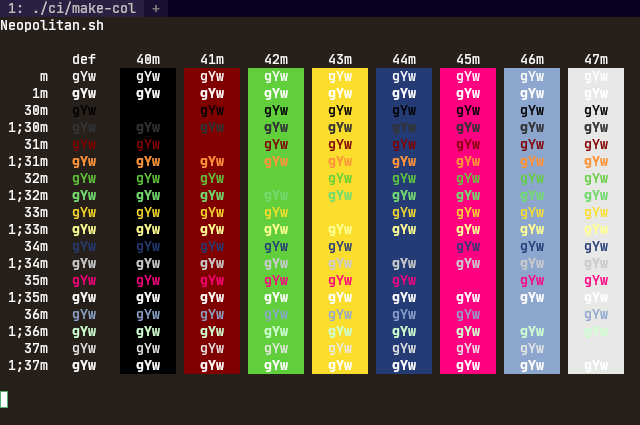 1: ./ci/make-col +
Neopolitan.sh
def 40m 41m 42m 43m 44m 45m 46m 47m
m gYw gYw gYw gYw gYw gYw gYw gYw gYw
1m gYw gYw gYw gYw gYw gYw gYw gYw gYw
30m gYw gYw gYw gYw gYw gYw gYw gYw
1;30m gYw gYw gYw gYw gYw gYw gYw gYw gYw
31m gYw gYw gYw gYw gYw gYw gYw gYw
1;31m gYw gYw gYw gYw gYw gYw gYw gYw gYw
32m gYw gYw gYw gYw gYw gYw gYw gYw
1;32m gYw gYw gYw gYw gYw gYw gYw gYw gYw
33m gYw gYw gYw gYw gYw gYw gYw gYw
1;33m gYw gYw gYw gYw gYw gYw gYw gYw gYw
34m gYw gYw gYw gYw gYw gYw gYw gYw
1;34m gYw gYw gYw gYw gYw gYw gYw gYw gYw
35m gYw gYw gYw gYw gYw gYw gYw gYw
1;35m gYw gYw gYw gYw gYw gYw gYw gYw gYw
36m gYw gYw gYw gYw gYw gYw gYw gYw
1;36m gYw gYw gYw gYw gYw gYw gYw gYw gYw
37m gYw gYw gYw gYw gYw gYw gYw gYw
1;37m gYw gYw gYw gYw gYw gYw gYw gYw gYw